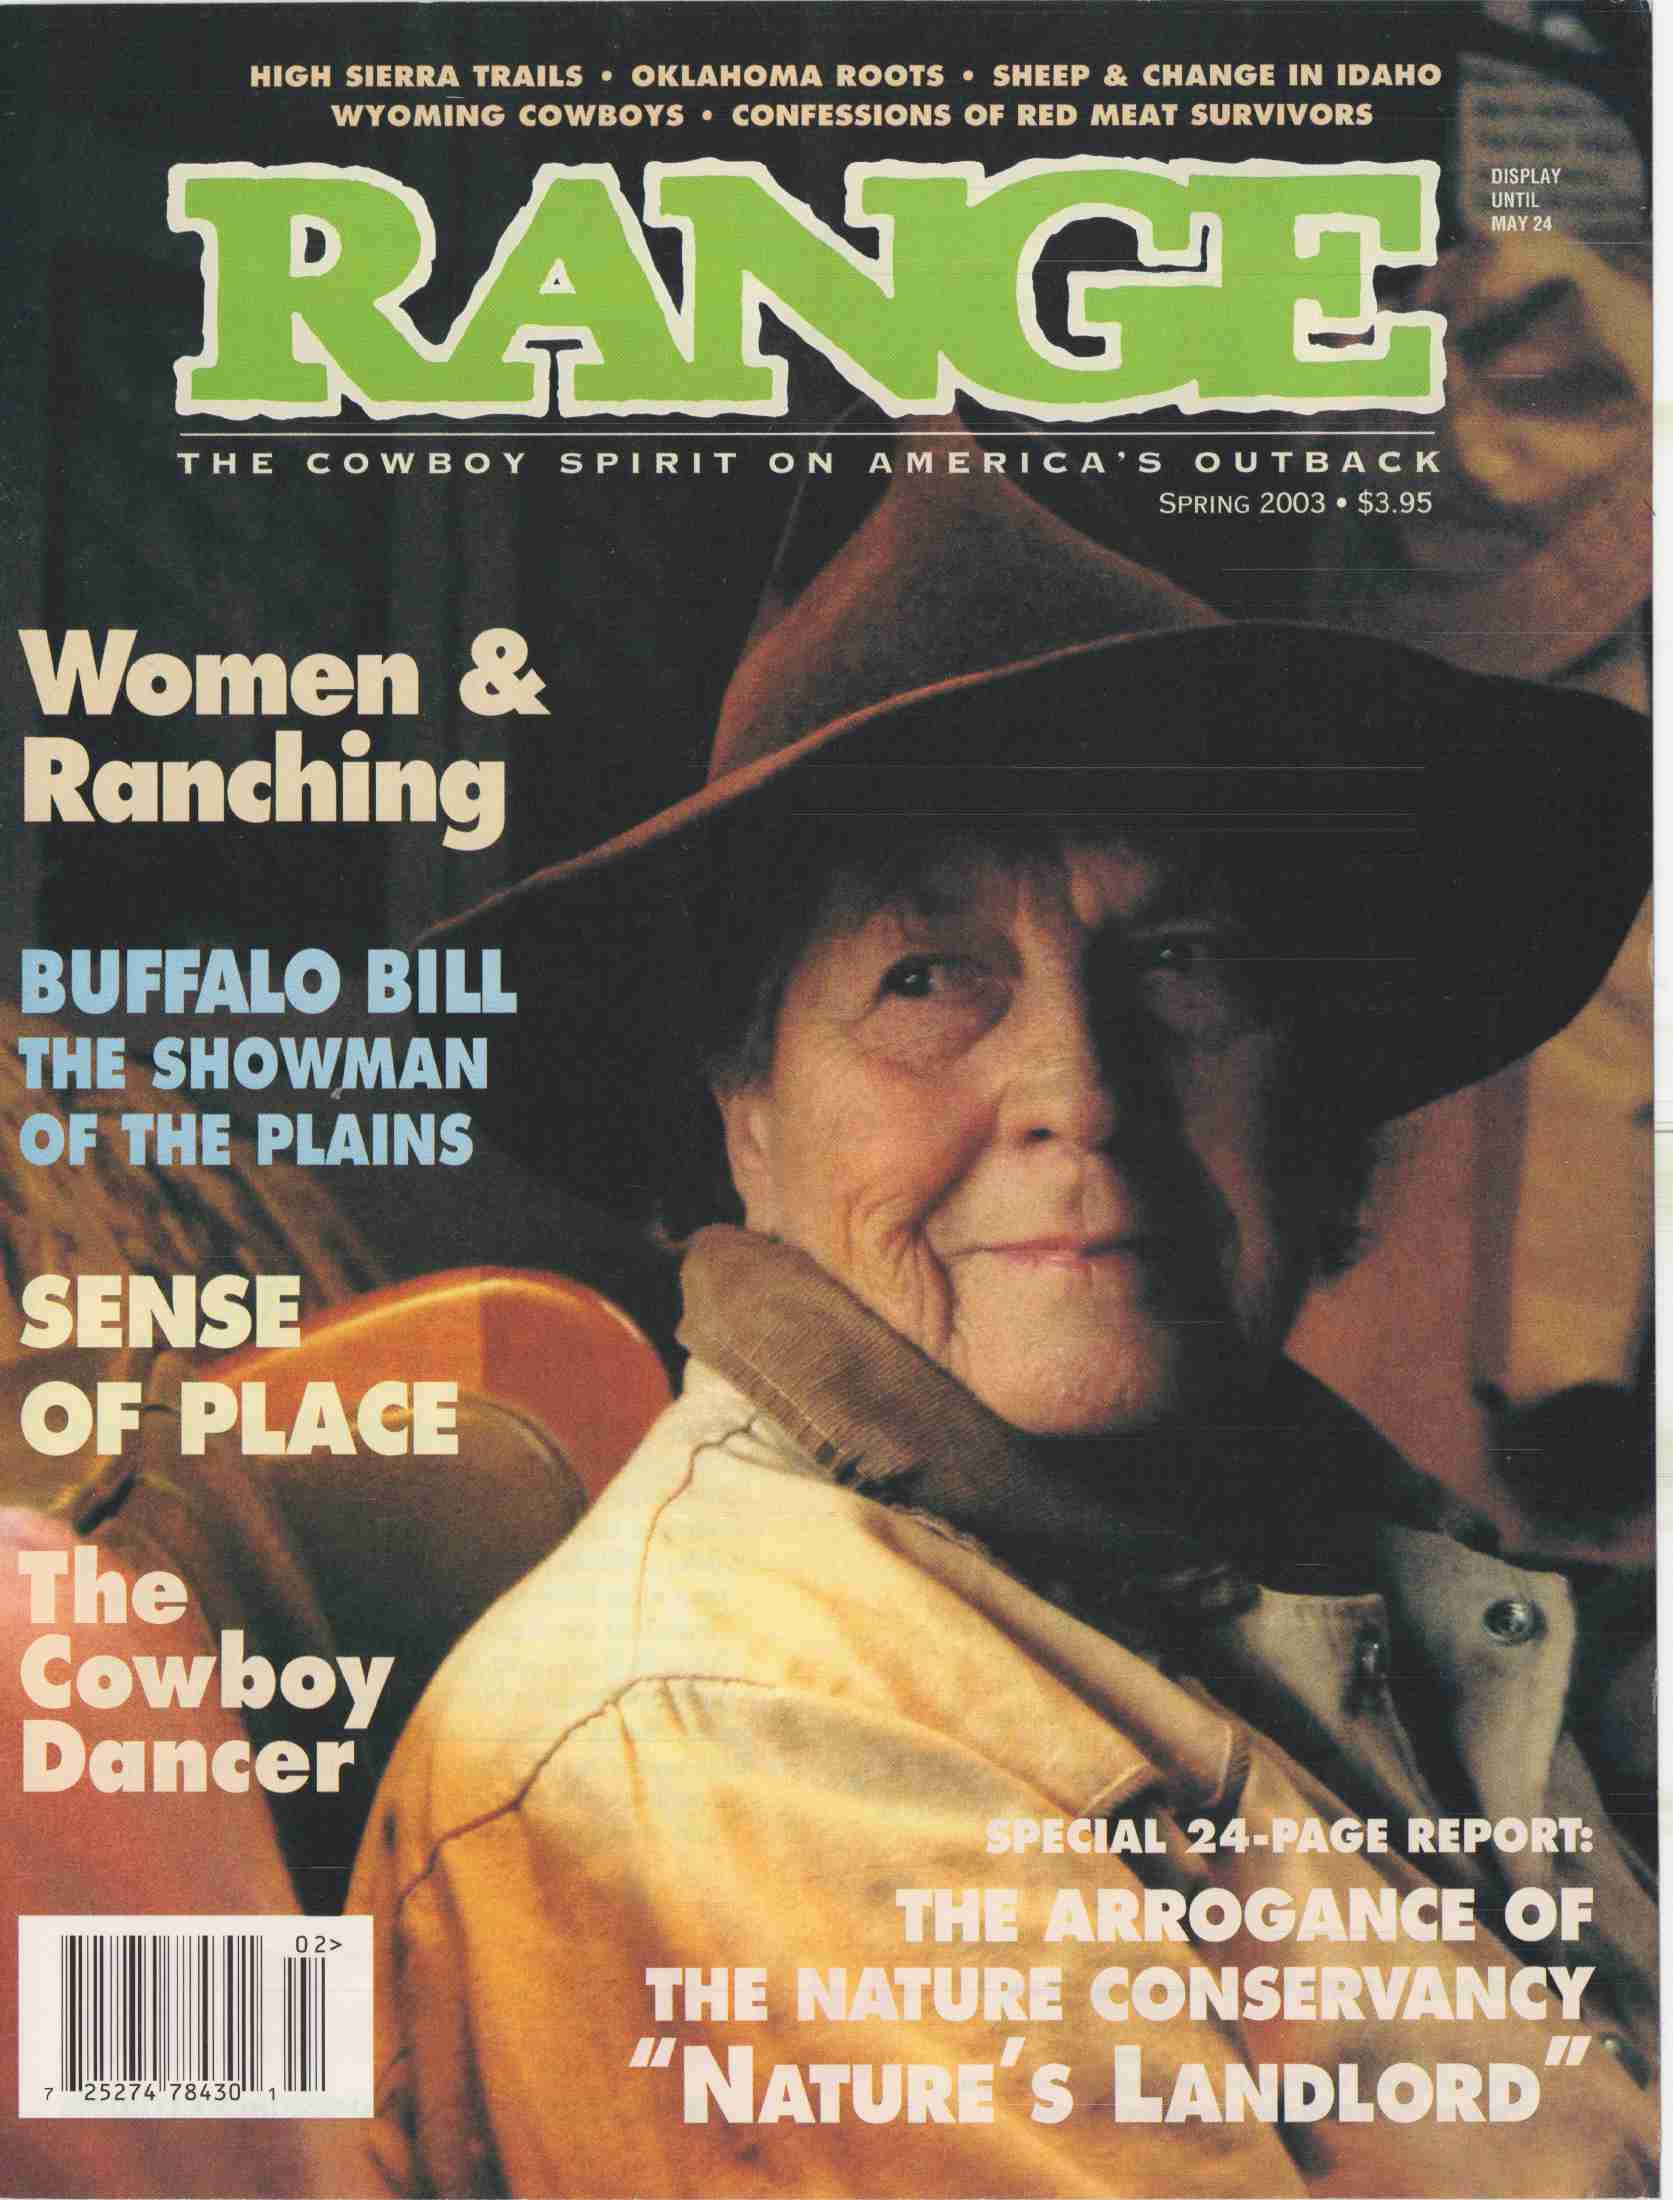 HIGH SIERRA TRAILS • OKLAHOMA ROOTS • SHEEP & CHANGE IN IDAHO
WYOMING COWBOYS • CONFESSIONS OF RED MEAT SURVIVORS
RANGE
DISPLAY
UNTIL
MAY 24
THE COWBOY SPIRIT ON AMERICA'S OUTBACK
SPRING 2003 • $3.95
Women &
Ranching
BUFFALO BILL
THE SHOWMAN
OF THE PLAINS
SENSE
OF PLACE
The
Cowboy
Dancer
SPECIAL 24-PAGE REPORT:
THE ARROGANCE OF
THE NATURE CONSERVANCY
"NATURE'S LANDLORD"
02>
7 25274 78430 1